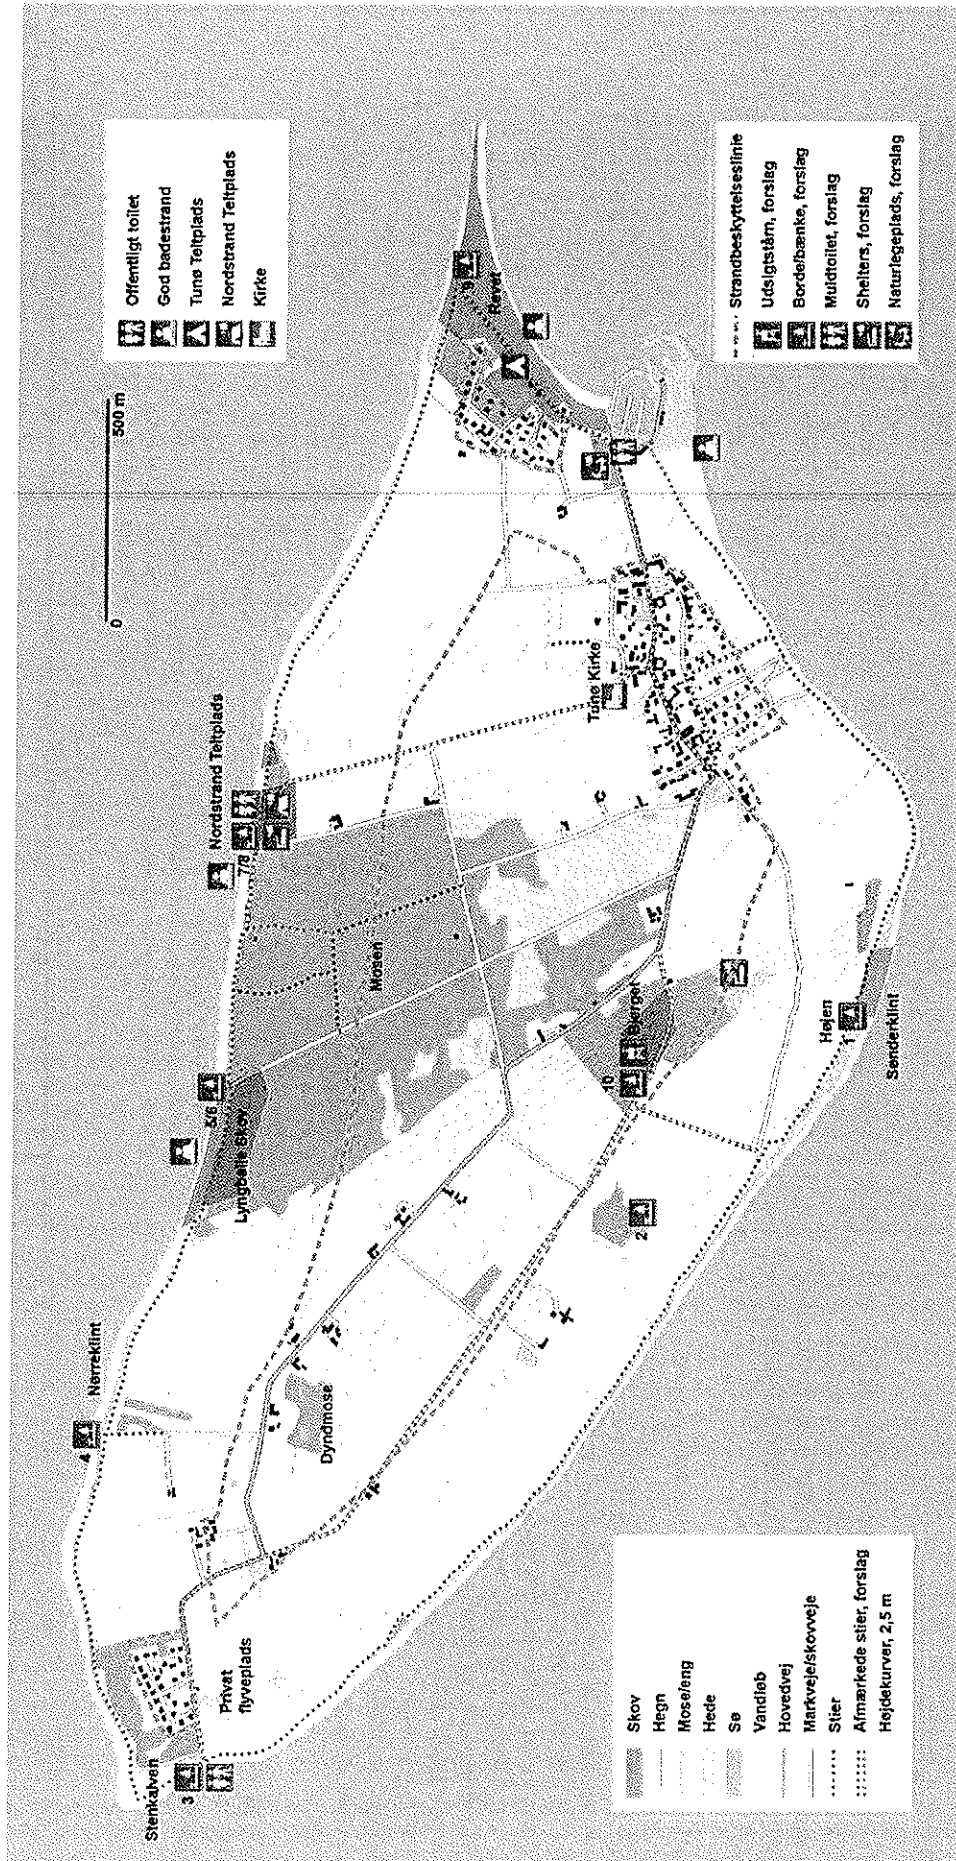 Offentligt toilet
God badestrand
Tunø Teltplads
Nordstrand Teltplads
Kirke
0
500 m
Strandbeskyttelseslinie
Udsigtstårn, forslag
Borde/bænke, forslag
Muldtoilet, forslag
Shelters, forslag
Naturlegeplads, forslag
Skov
Hegn
Mose/eng
Hede
Sø
Vandløb
Hovedvej
Markveje/skovveje
Stier
Afmærkede stier, forslag
Højdekurver, 2,5 m
Stenkalven
3
Privat
flyveplads
4
Nørreklint
Dyndmose
Lyngballe Skov
5/6
Mosen
7/8
Nordstrand Teltplads
Tunø Kirke
9
Revet
10
Bjerget
2
Højen
1
Sønderklint